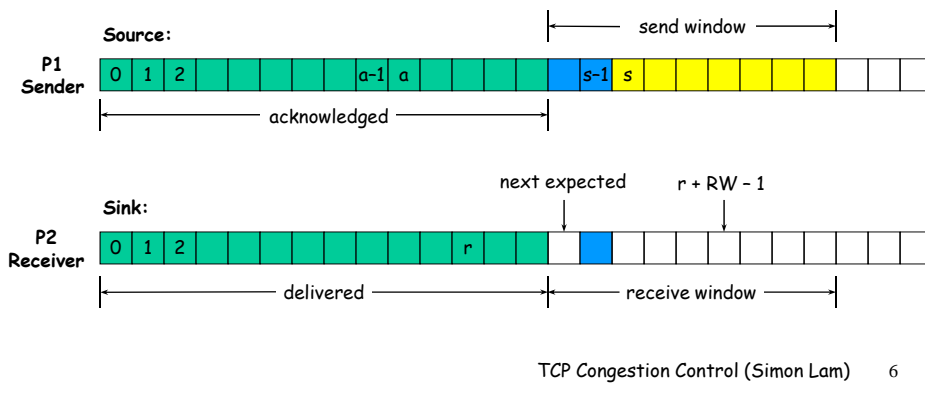 send window
Source:
P1
Sender
0 1 2 a–1 a s–1 s
acknowledged
next expected r + RW – 1
Sink:
P2
Receiver
0 1 2 r
delivered receive window
TCP Congestion Control (Simon Lam) 6